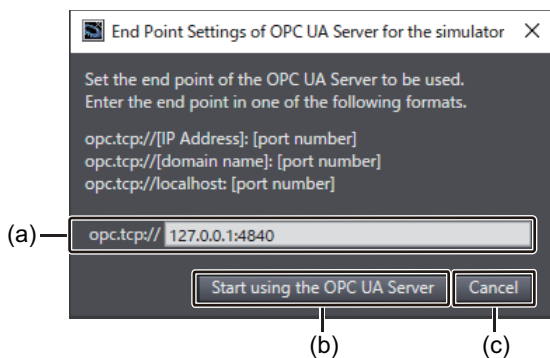 End Point Settings of OPC UA Server for the simulator
Set the end point of the OPC UA Server to be used.
Enter the end point in one of the following formats.
opc.tcp://[IP Address]: [port number]
opc.tcp://[domain name]: [port number]
opc.tcp://localhost: [port number]
(a) opc.tcp:// 127.0.0.1:4840
Start using the OPC UA Server Cancel
(b) (c)